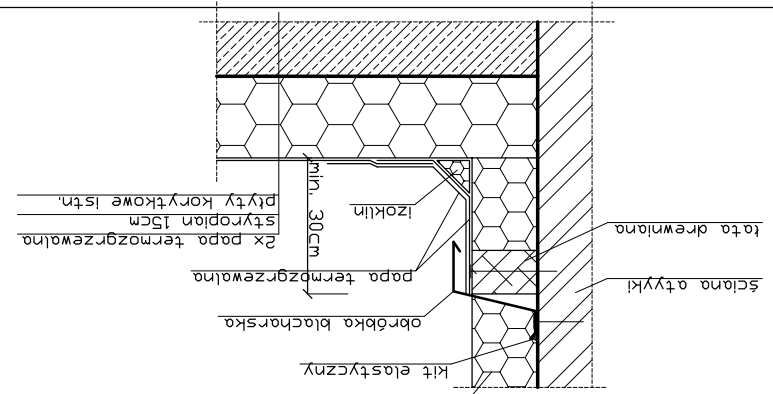 kit elastyczny
obróbka blacharska
ściana atyyki
papa termozgrzewalna
łata drewniana
2x papa termozgrzewalna
styropian 15cm
płyty korytkowe istn.
izoklin
min. 30cm